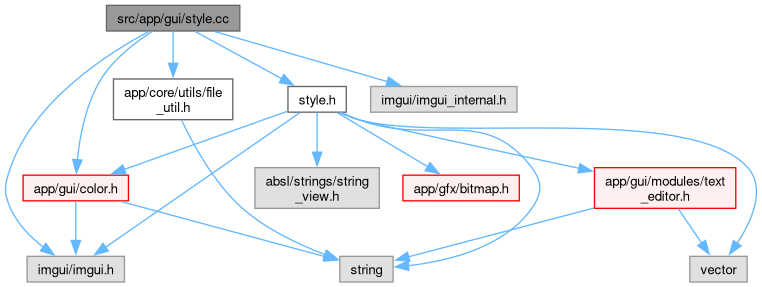 src/app/gui/style.cc
app/core/utils/file
_util.h
style.h
imgui/imgui_internal.h
app/gui/color.h
absl/strings/string
_view.h
app/gfx/bitmap.h
app/gui/modules/text
_editor.h
imgui/imgui.h
string
vector